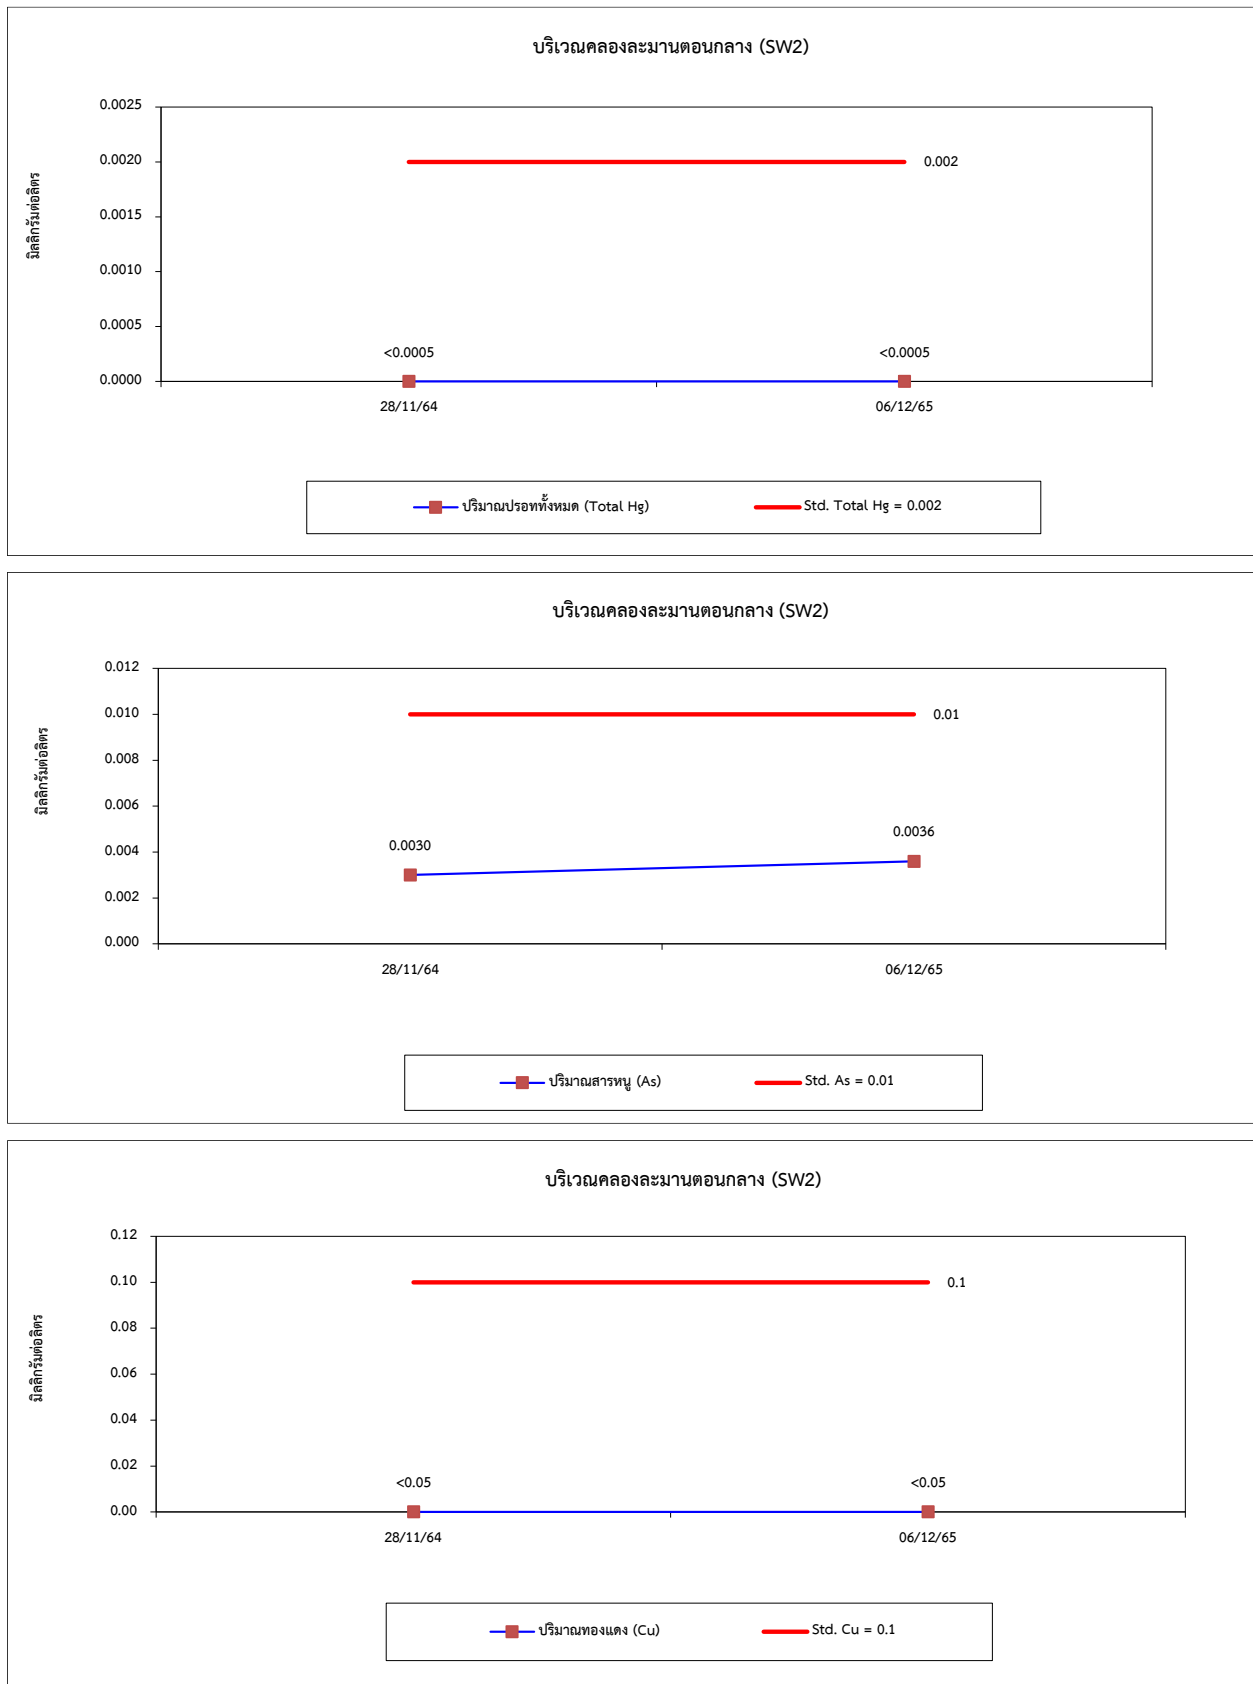 บริเวณคลองละมานตอนกลาง (SW2)
มิลลิกรัมต่อลิตร
0.0025
0.0020
0.002
0.0015
0.0010
0.0005
<0.0005
<0.0005
0.0000
28/11/64
06/12/65
ปริมาณปรอททั้งหมด (Total Hg)
Std. Total Hg = 0.002
บริเวณคลองละมานตอนกลาง (SW2)
มิลลิกรัมต่อลิตร
0.012
0.010
0.01
0.008
0.006
0.0030
0.0036
0.004
0.002
0.000
28/11/64
06/12/65
ปริมาณสารหนู (As)
Std. As = 0.01
บริเวณคลองละมานตอนกลาง (SW2)
มิลลิกรัมต่อลิตร
0.12
0.10
0.1
0.08
0.06
0.04
0.02
<0.05
<0.05
0.00
28/11/64
06/12/65
ปริมาณทองแดง (Cu)
Std. Cu = 0.1